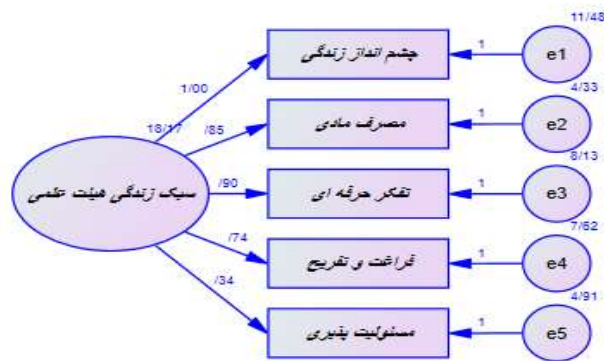 11/48
چشم انداز زندگی
1
e1
1/00
4/33
18/17
/85
مصرف مادی
1
e2
8/13
سبک زندگی هیئت علمی
/90
تفکر حرفه ای
1
e3
7/62
/74
فراغت و تفریح
1
e4
4/91
/34
مسئولیت پذیری
1
e5